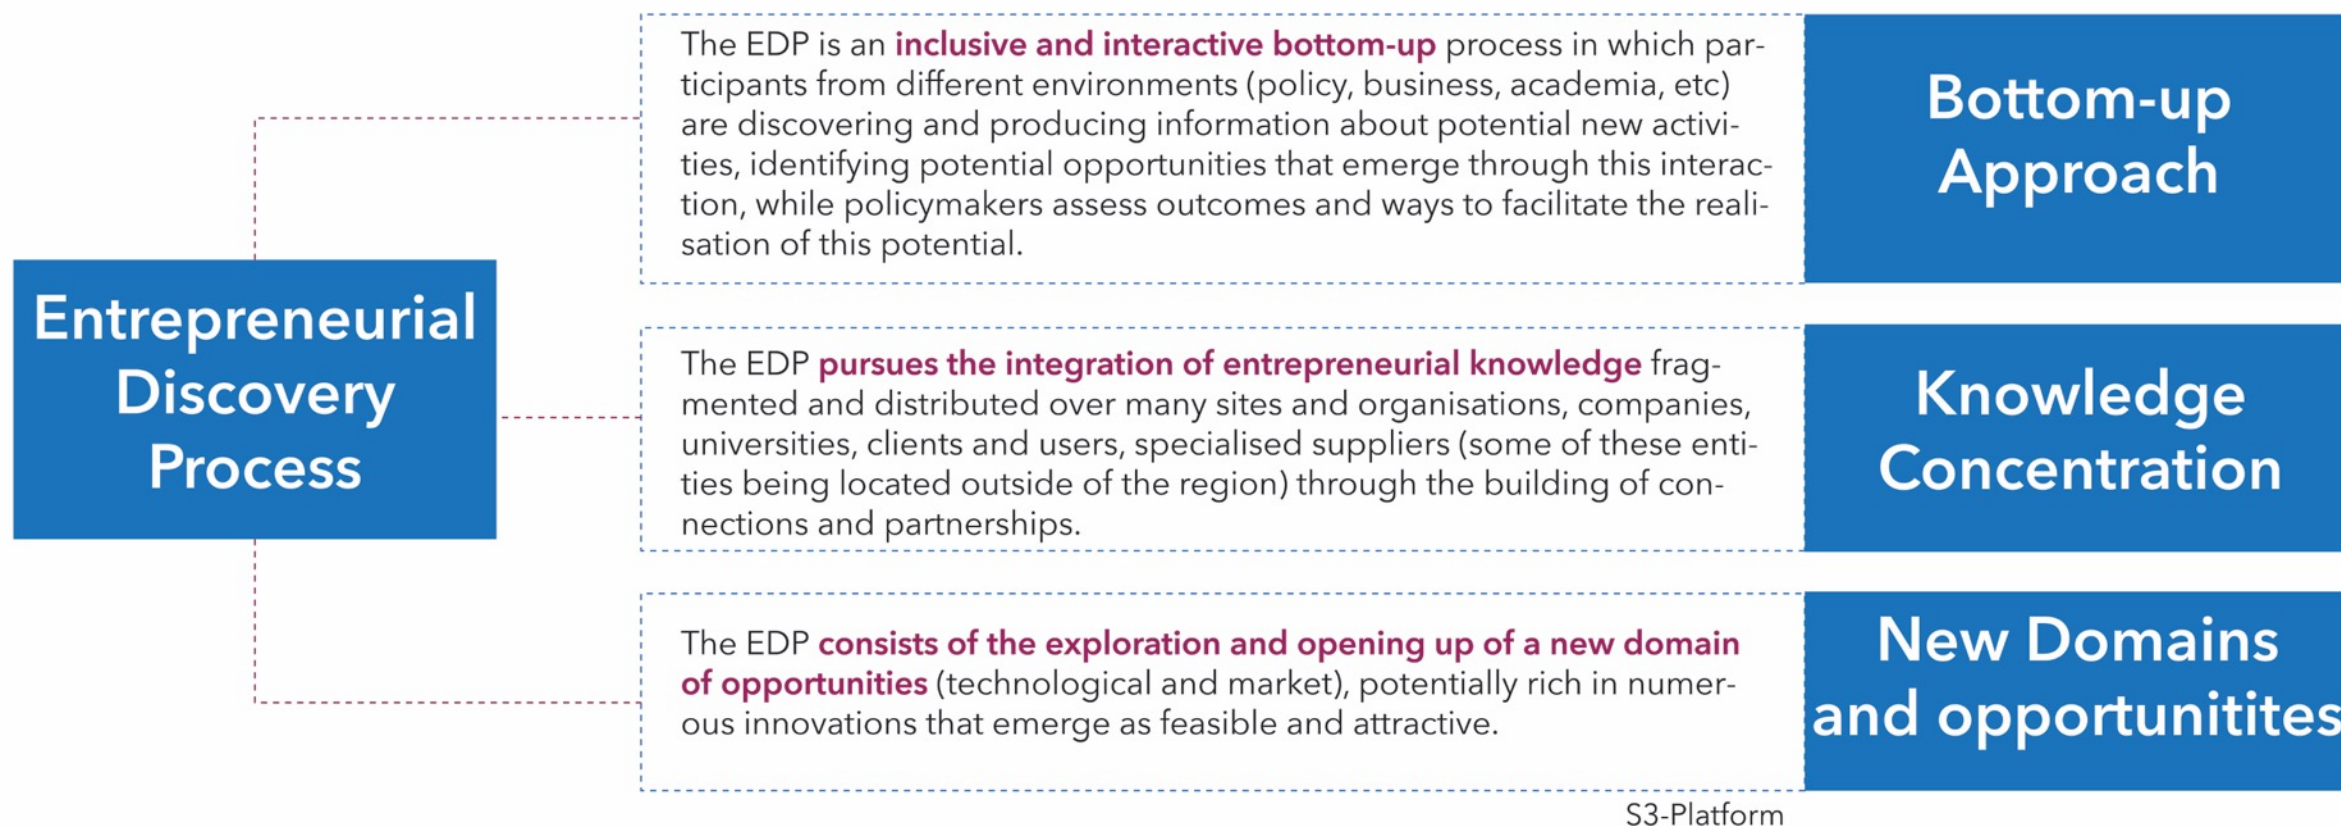 Entrepreneurial
Discovery
Process
The EDP is an inclusive and interactive bottom-up process in which par-
ticipants from different environments (policy, business, academia, etc)
are discovering and producing information about potential new activi-
ties, identifying potential opportunities that emerge through this interac-
tion, while policymakers assess outcomes and ways to facilitate the reali-
sation of this potential.
Bottom-up
Approach
The EDP pursues the integration of entrepreneurial knowledge frag-
mented and distributed over many sites and organisations, companies,
universities, clients and users, specialised suppliers (some of these enti-
ties being located outside of the region) through the building of con-
nections and partnerships.
Knowledge
Concentration
The EDP consists of the exploration and opening up of a new domain
of opportunities (technological and market), potentially rich in numer-
ous innovations that emerge as feasible and attractive.
New Domains
and opportunitites
S3-Platform